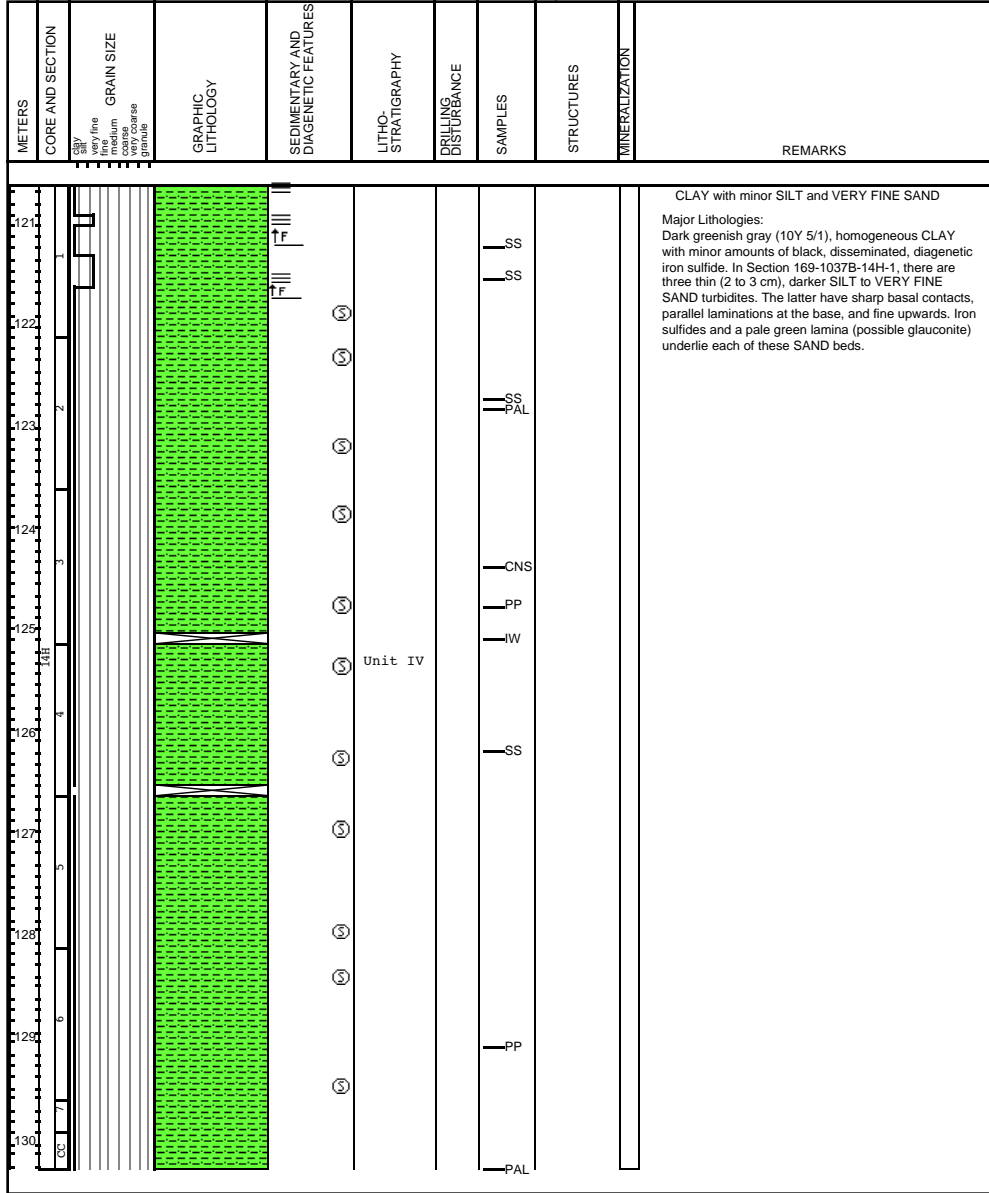 METERS
CORE AND SECTION
clay
silt
very fine
fine
medium
coarse
very coarse
granule
GRAIN SIZE
GRAPHIC
LITHOLOGY
SEDIMENTARY AND
DIAGENETIC FEATURES
LITHO-
STRATIGRAPHY
DRILLING
DISTURBANCE
SAMPLES
STRUCTURES
MINERALIZATION
REMARKS
CLAY with minor SILT and VERY FINE SAND
Major Lithologies:
Dark greenish gray (10Y 5/1), homogeneous CLAY
with minor amounts of black, disseminated, diagenetic
iron sulfide. In Section 169-1037B-14H-1, there are
three thin (2 to 3 cm), darker SILT to VERY FINE
SAND turbidites. The latter have sharp basal contacts,
parallel laminations at the base, and fine upwards. Iron
sulfides and a pale green lamina (possible glauconite)
underlie each of these SAND beds.
121
F
SS
1
SS
F
S
122
S
SS
2
PAL
123
S
S
124
3
CNS
S
PP
125
IW
14H
S
Unit IV
4
126
SS
S
S
127
5
S
128
S
6
129
PP
S
7
130
CC
PAL